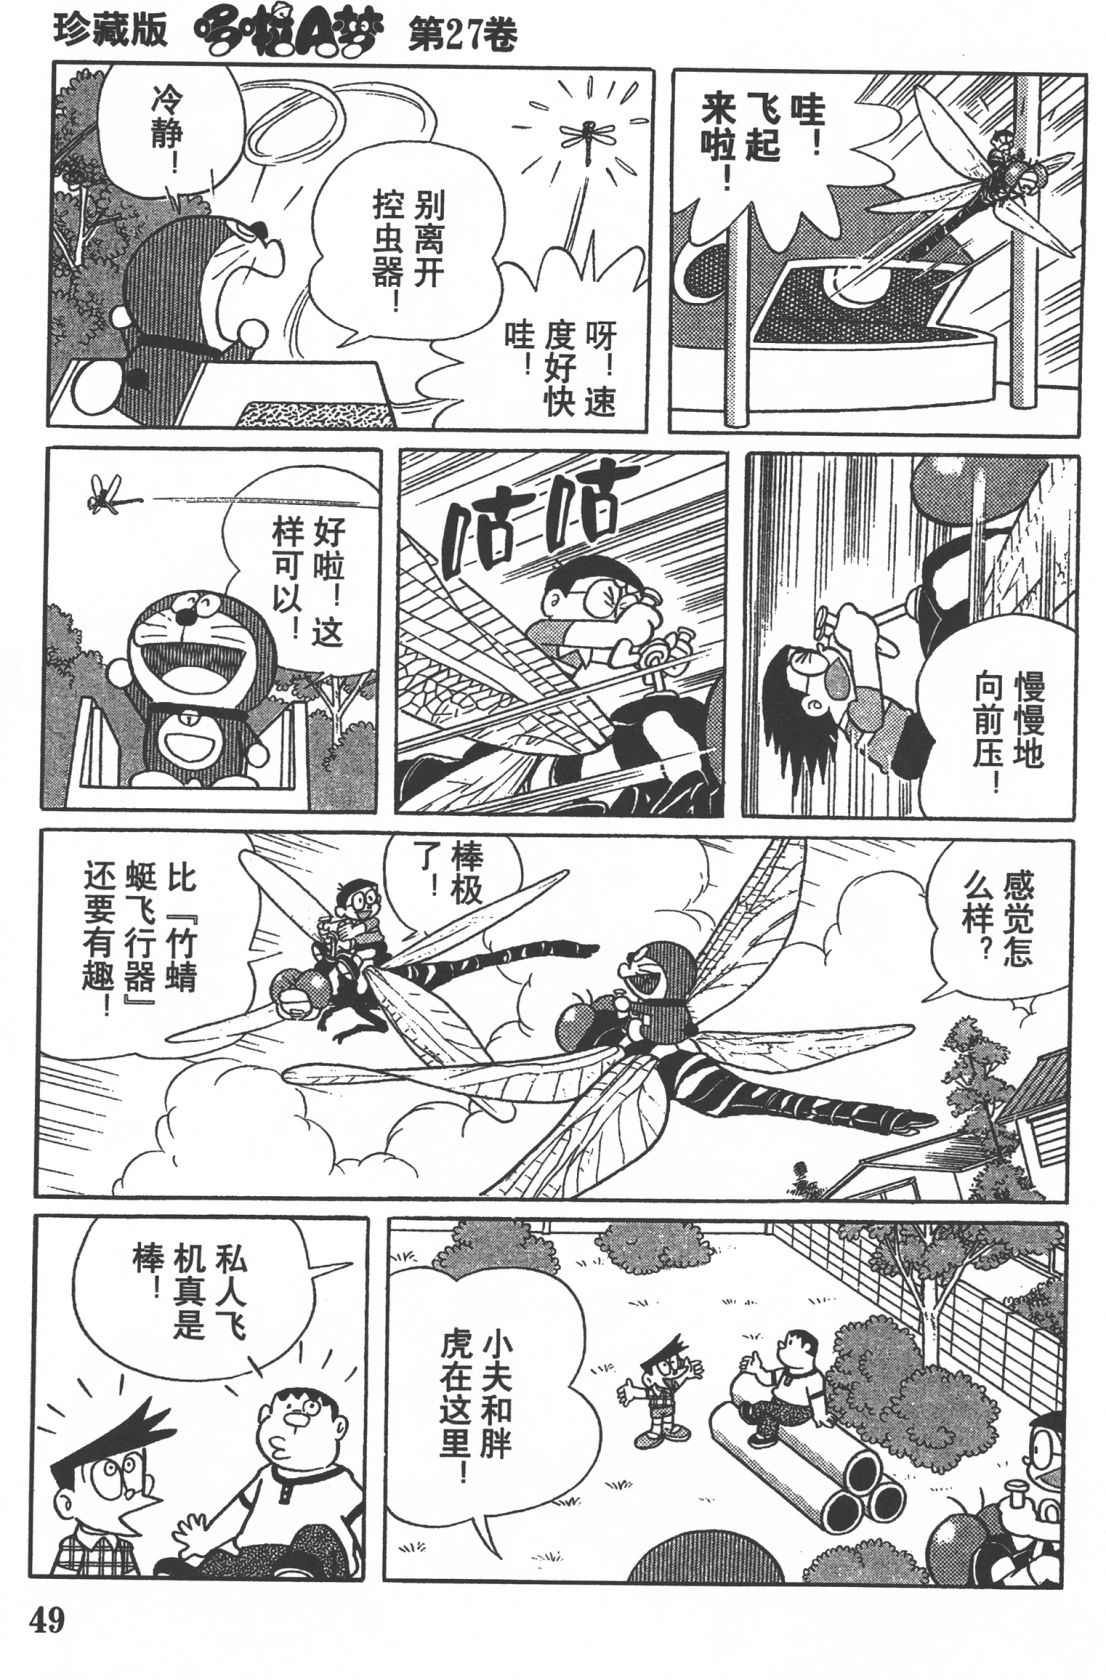 珍藏版 哆啦A梦 第27卷
哇！
飞起
来啦！
呀！速
度好快
哇！
别离开
控虫器！
冷
静！
慢慢地
向前压！
咕咕
好啦！这
样可以！
感觉怎
么样？
棒极
了！
比『竹蜻
蜓飞行器』
还要有趣！
小夫和胖
虎在这里！
私人飞
机真是
棒！
49